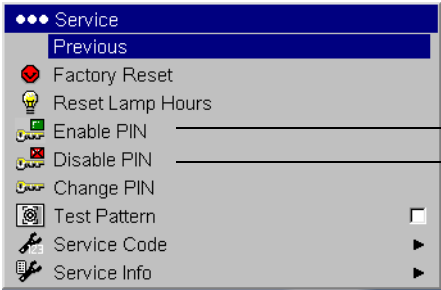 Service
Previous
Factory Reset
Reset Lamp Hours
Enable PIN
Disable PIN
Change PIN
Test Pattern
Service Code
Service Info